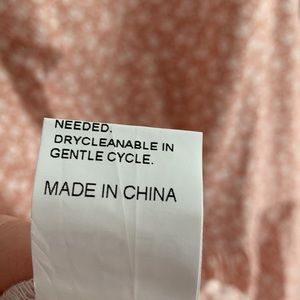 NEEDED.
DRYCLEANABLE IN
GENTLE CYCLE.
MADE IN CHINA